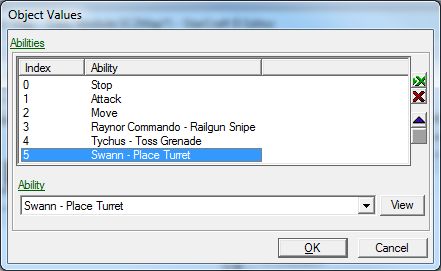 Object Values
Abilities
Index Ability
0 Stop
1 Attack
2 Move
3 Raynor Commando - Railgun Snipe
4 Tychus - Toss Grenade
5 Swann - Place Turret
Ability
Swann - Place Turret View
OK Cancel